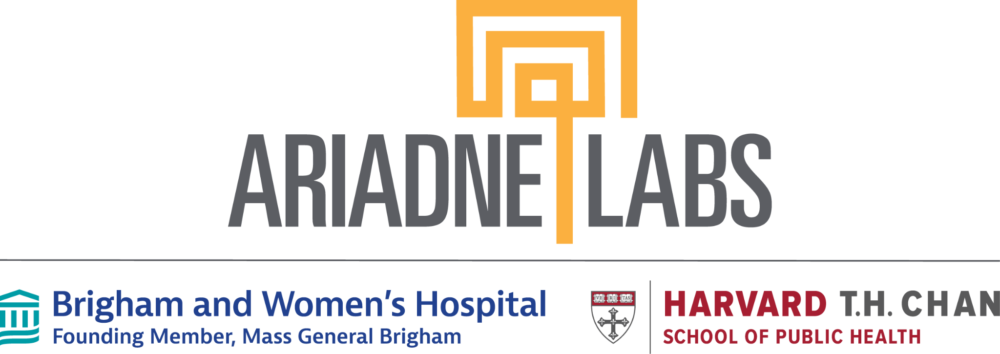 ARIADNE LABS
Brigham and Women’s Hospital
Founding Member, Mass General Brigham
VE RI TAS
HARVARD T.H. CHAN
SCHOOL OF PUBLIC HEALTH